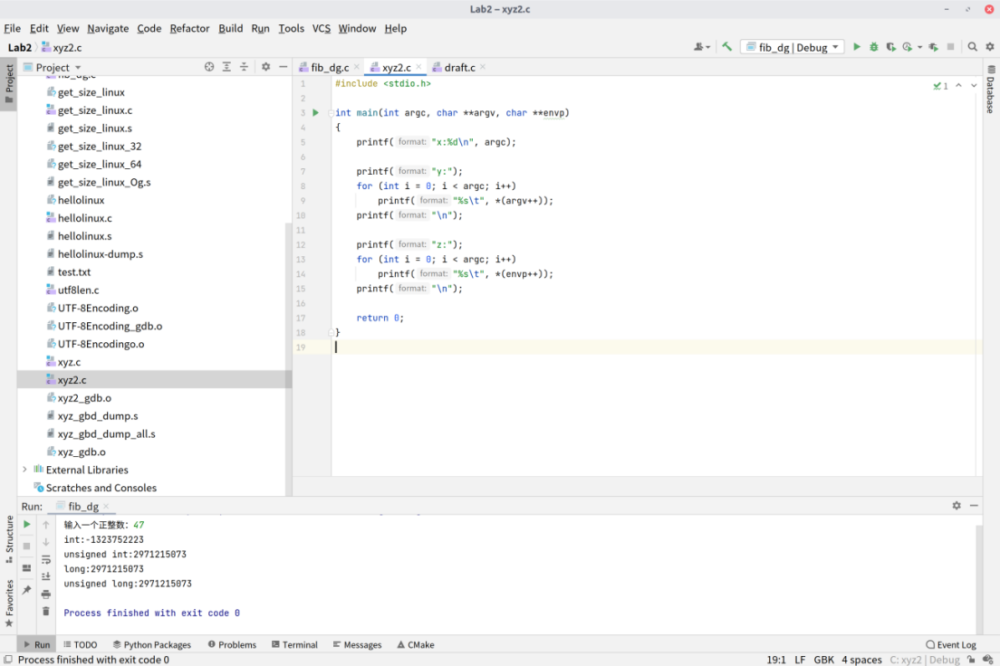 Lab2 – xyz2.c
File Edit View Navigate Code Refactor Build Run Tools VCS Window Help
Lab2 xyz2.c fib_dg | Debug
Project
Project
fib_dg.c xyz2.c draft.c
Database
fib_dg.c
get_size_linux
get_size_linux.c
get_size_linux.s
get_size_linux_32
get_size_linux_64
get_size_linux_Og.s
hellolinux
hellolinux.c
hellolinux.s
hellolinux-dump.s
test.txt
utf8len.c
UTF-8Encoding.o
UTF-8Encoding_gdb.o
UTF-8Encodingo.o
xyz.c
xyz2.c
xyz2_gdb.o
xyz_gbd_dump.s
xyz_gbd_dump_all.s
xyz_gdb.o
External Libraries
Scratches and Consoles
1 #include <stdio.h>
1
2
3 int main(int argc, char **argv, char **envp)
4 {
5 printf( format: "x:%d\n", argc);
6
7 printf( format: "y:");
8 for (int i = 0; i < argc; i++)
9 printf( format: "%s\t", *(argv++));
10 printf( format: "\n");
11
12 printf( format: "z:");
13 for (int i = 0; i < argc; i++)
14 printf( format: "%s\t", *(envp++));
15 printf( format: "\n");
16
17 return 0;
18 }
19
Run: fib_dg
输入一个正整数：47
int:-1323752223
unsigned int:2971215073
long:2971215073
unsigned long:2971215073
Process finished with exit code 0
Structure
Favorites
Run TODO Python Packages Problems Terminal Messages CMake Event Log
Process finished with exit code 0 19:1 LF GBK 4 spaces C: xyz2 | Debug